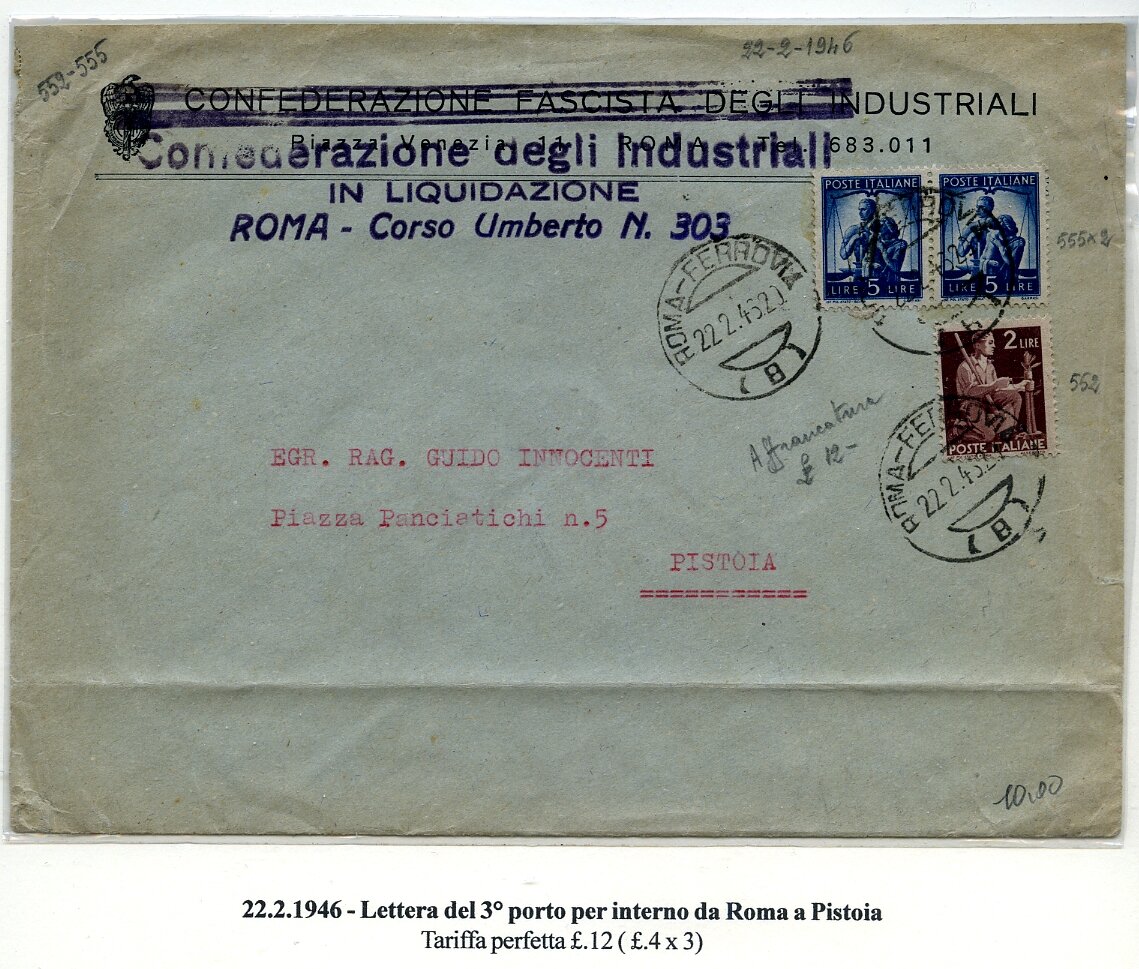 552-555
22-2-1946
CONFEDERAZIONE FASCISTA DEGLI INDUSTRIALI
Piazza Venezia, 11 - ROMA - Tel. 683.011
Confederazione degli Industriali
IN LIQUIDAZIONE
ROMA - Corso Umberto N. 303
POSTE ITALIANE
LIRE 5 LIRE
POSTE ITALIANE
LIRE 5 LIRE
555x2
ROMA-FERROVIA
22.2.46.20
(B)
2 LIRE
POSTE ITALIANE
552
ROMA-FERROVIA
22.2.46.2
(B)
Affrancatura
£ 12-
EGR. RAG. GUIDO INNOCENTI
Piazza Panciatichi n.5
PISTOIA
===========
10,00
22.2.1946 - Lettera del 3° porto per interno da Roma a Pistoia
Tariffa perfetta £.12 ( £.4 x 3)